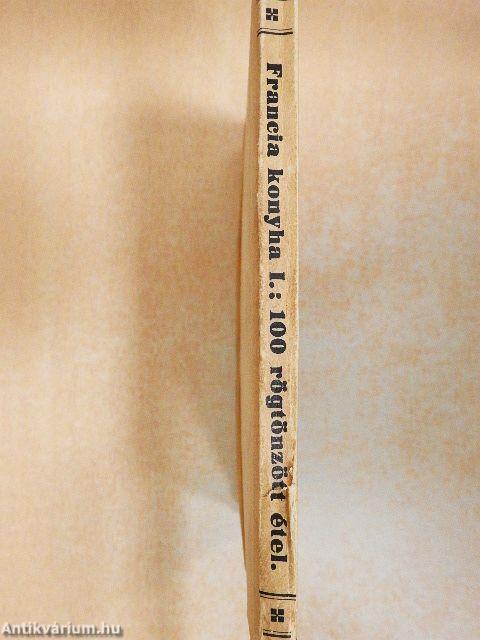 Francia konyha I.: 100 rögtönzött étel.
Antikvárium.hu